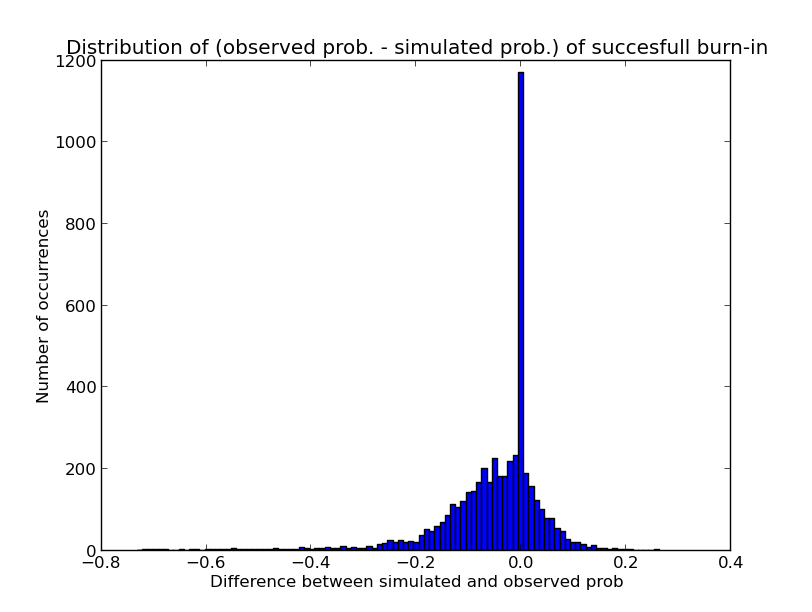 Distribution of (observed prob. - simulated prob.) of succesfull burn-in
1200
1000
800
600
400
200
0
Number of occurrences
−0.8 −0.6 −0.4 −0.2 0.0 0.2 0.4
Difference between simulated and observed prob